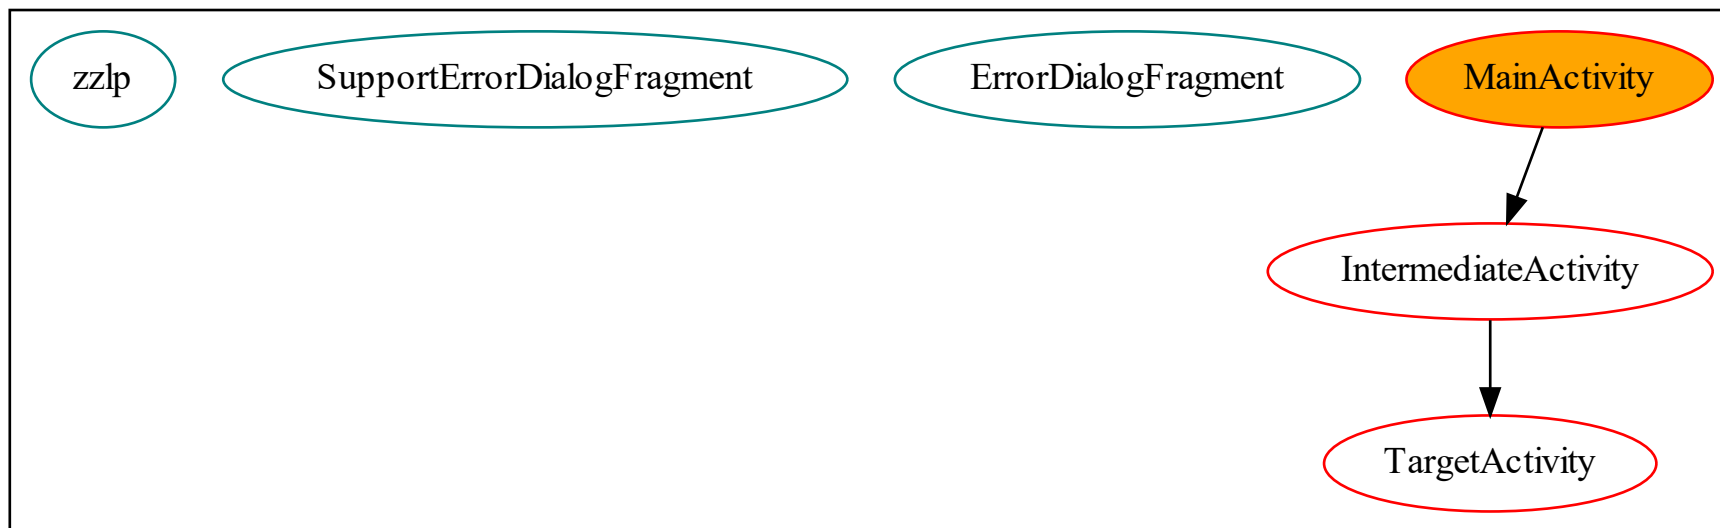 zzlp
SupportErrorDialogFragment
ErrorDialogFragment
MainActivity
IntermediateActivity
TargetActivity